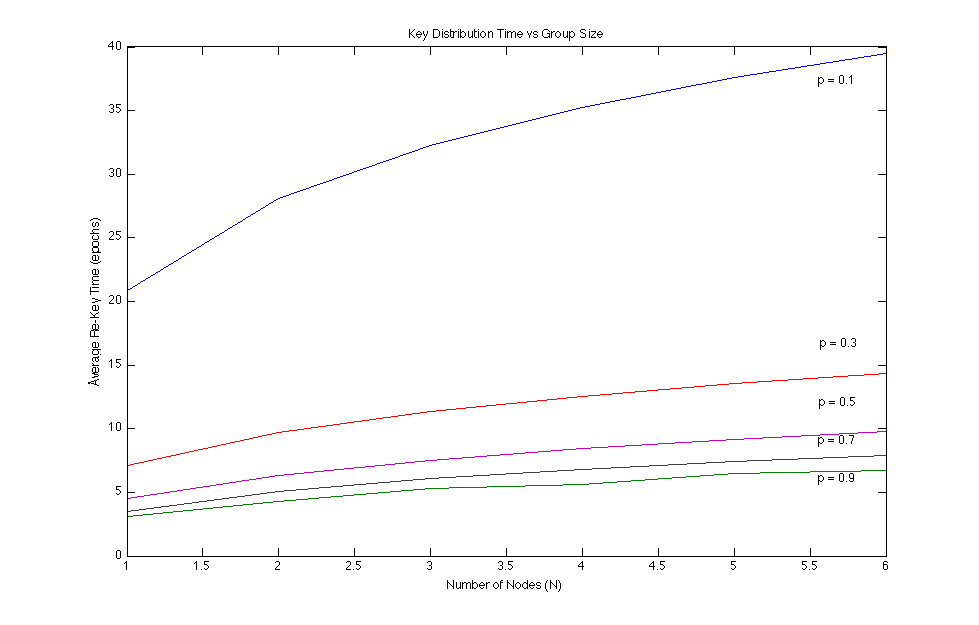 Key Distribution Time vs Group Size
40
35
30
25
20
15
10
5
0
Average Re-Key Time (epochs)
p = 0.1
p = 0.3
p = 0.5
p = 0.7
p = 0.9
1 1.5 2 2.5 3 3.5 4 4.5 5 5.5 6
Number of Nodes (N)